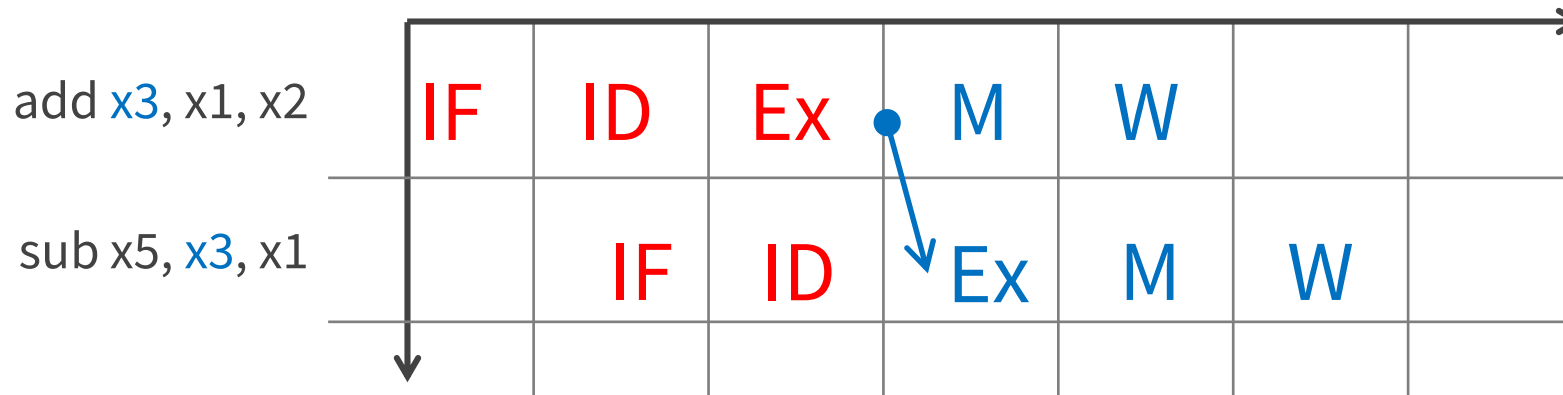 add x3, x1, x2 IF ID Ex M W
sub x5, x3, x1 IF ID Ex M W